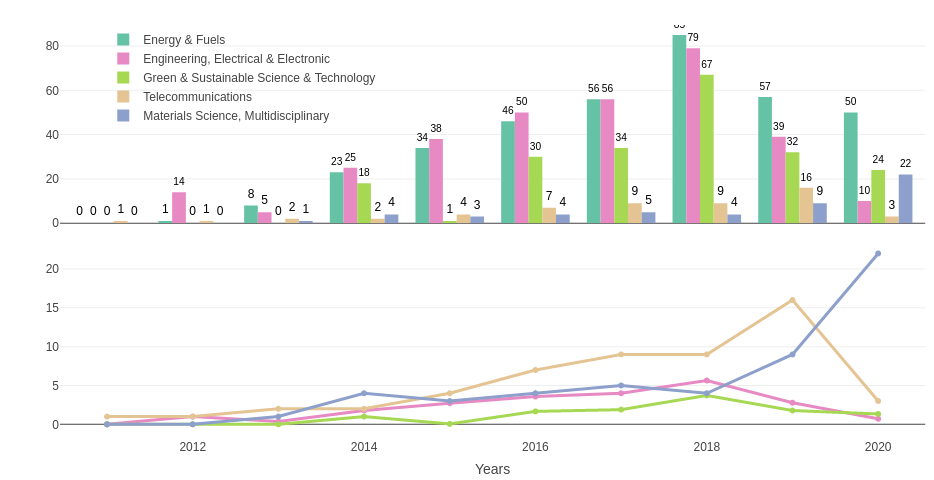 80
60
40
20
0
Energy & Fuels
Engineering, Electrical & Electronic
Green & Sustainable Science & Technology
Telecommunications
Materials Science, Multidisciplinary
0 0 0 1 0
1 14 0 1 0
8 5 0 2 1
23 25 18 2 4
34 38 1 4 3
46 50 30 7 4
56 56 34 9 5
79 67 9 4
57 39 32 16 9
50 10 24 3 22
20
15
10
5
0
2012 2014 2016 2018 2020
Years